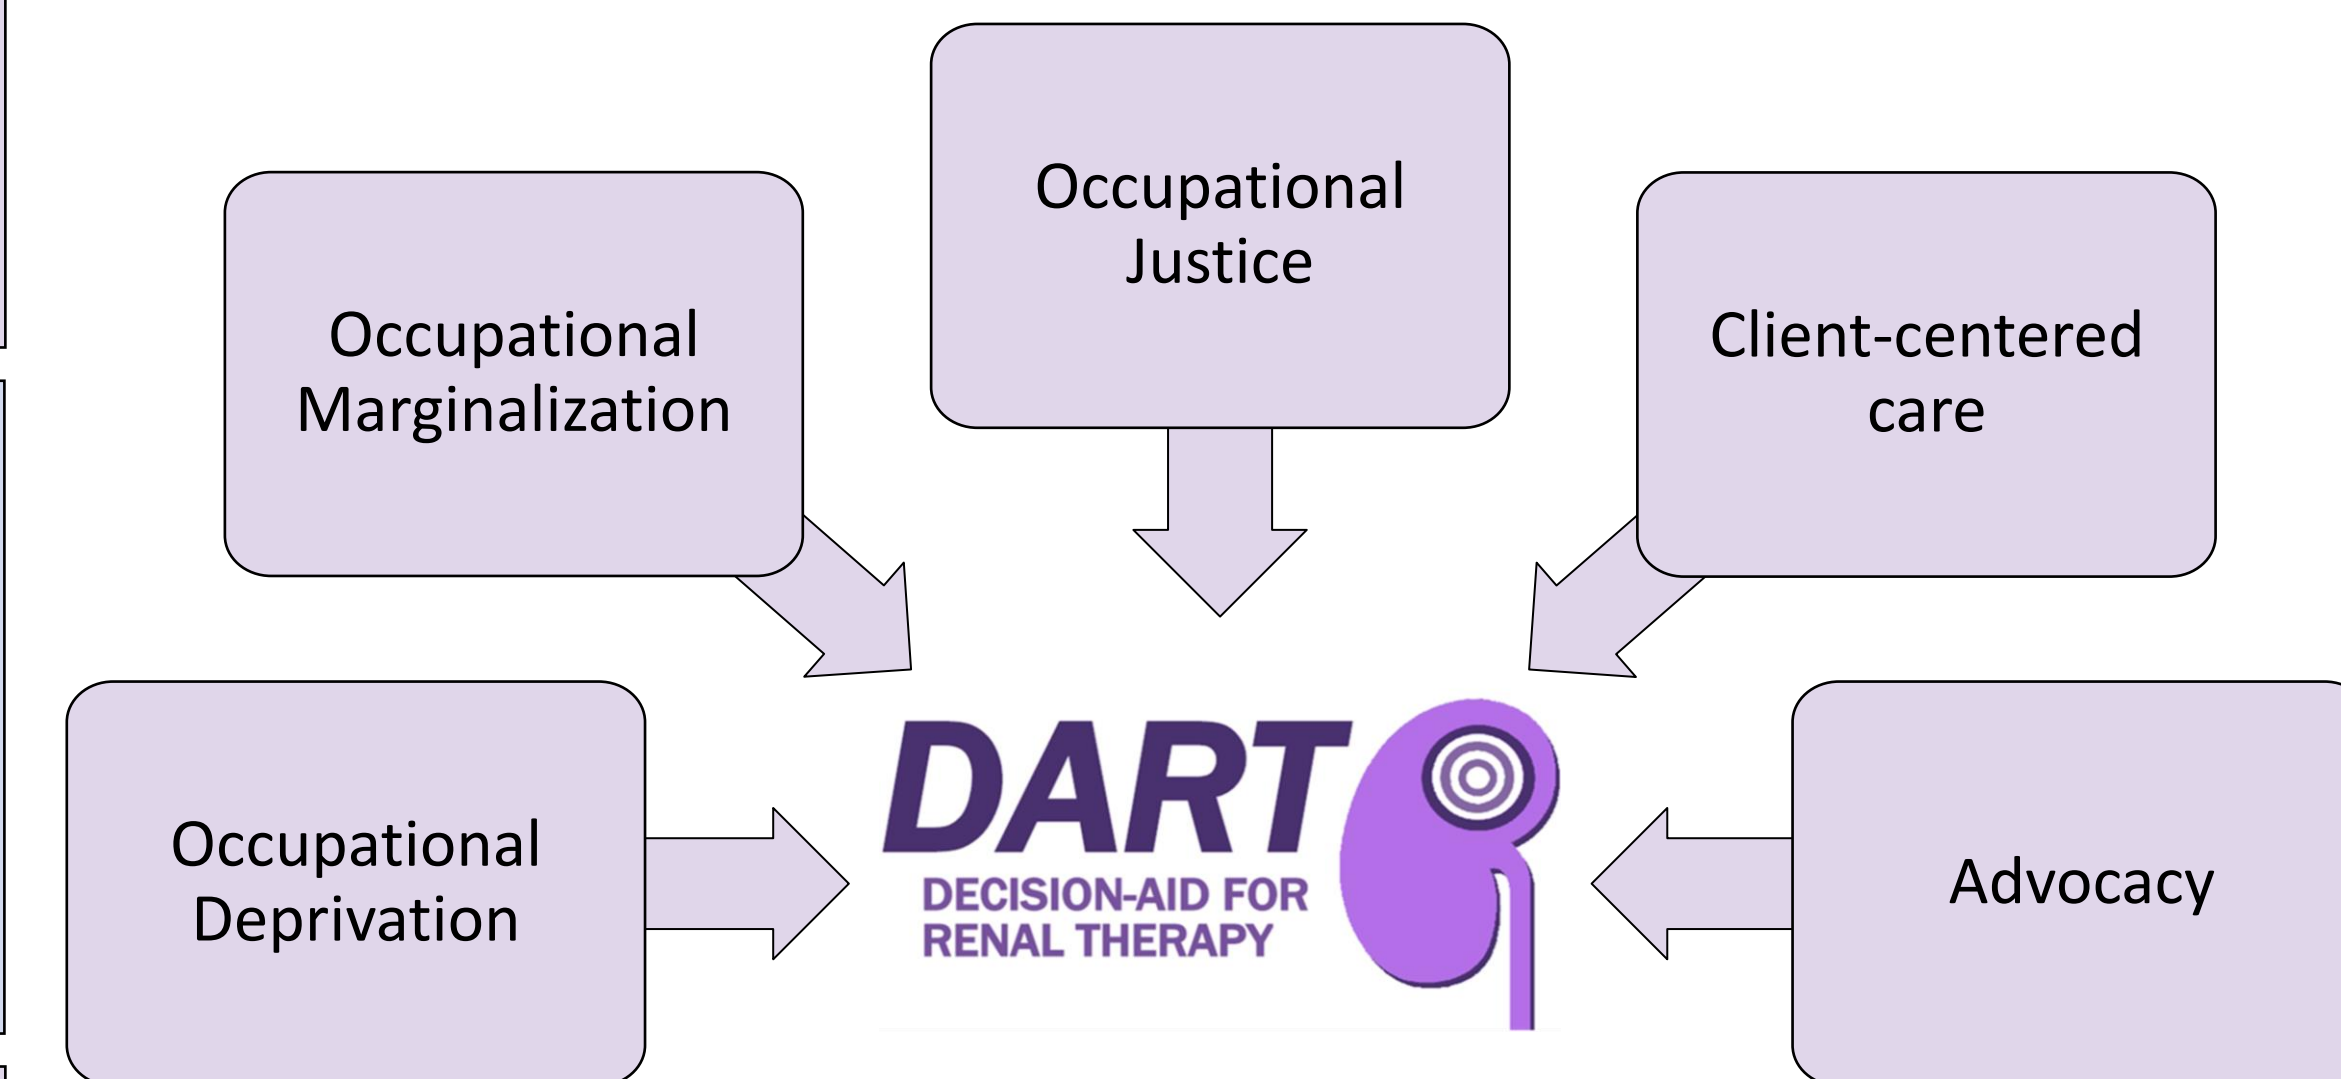 Occupational
Justice
Occupational
Marginalization
Client-centered
care
Occupational
Deprivation
DART
DECISION-AID FOR
RENAL THERAPY
Advocacy